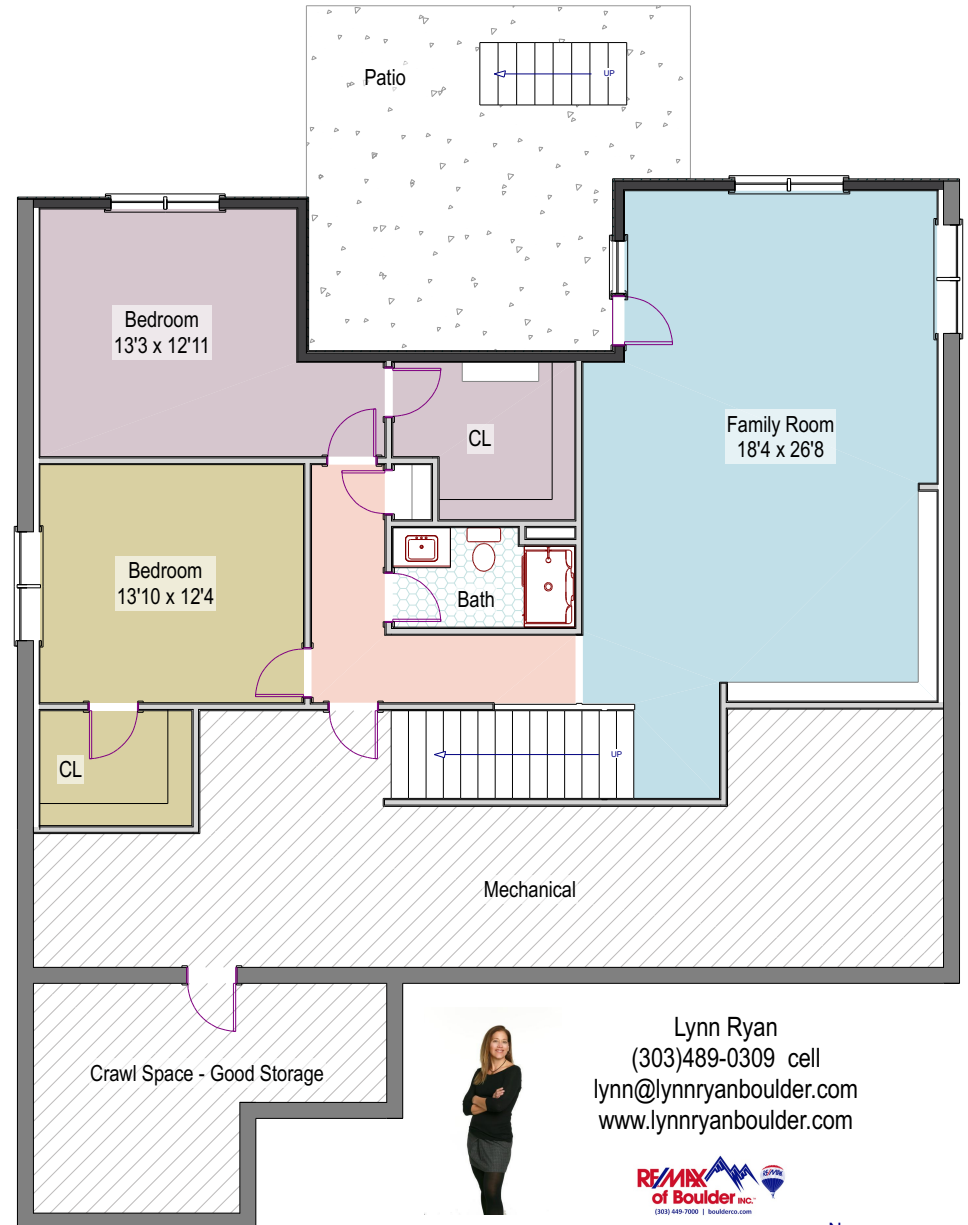 Patio
UP
Bedroom
13'3 x 12'11
CL
Family Room
18'4 x 26'8
Bedroom
13'10 x 12'4
Bath
UP
CL
Mechanical
Crawl Space - Good Storage
Lynn Ryan
(303)489-0309 cell
lynn@lynnryanboulder.com
www.lynnryanboulder.com
RE/MAX
of Boulder INC.
RE/MAX
(303) 449-7000 | boulderco.com
N